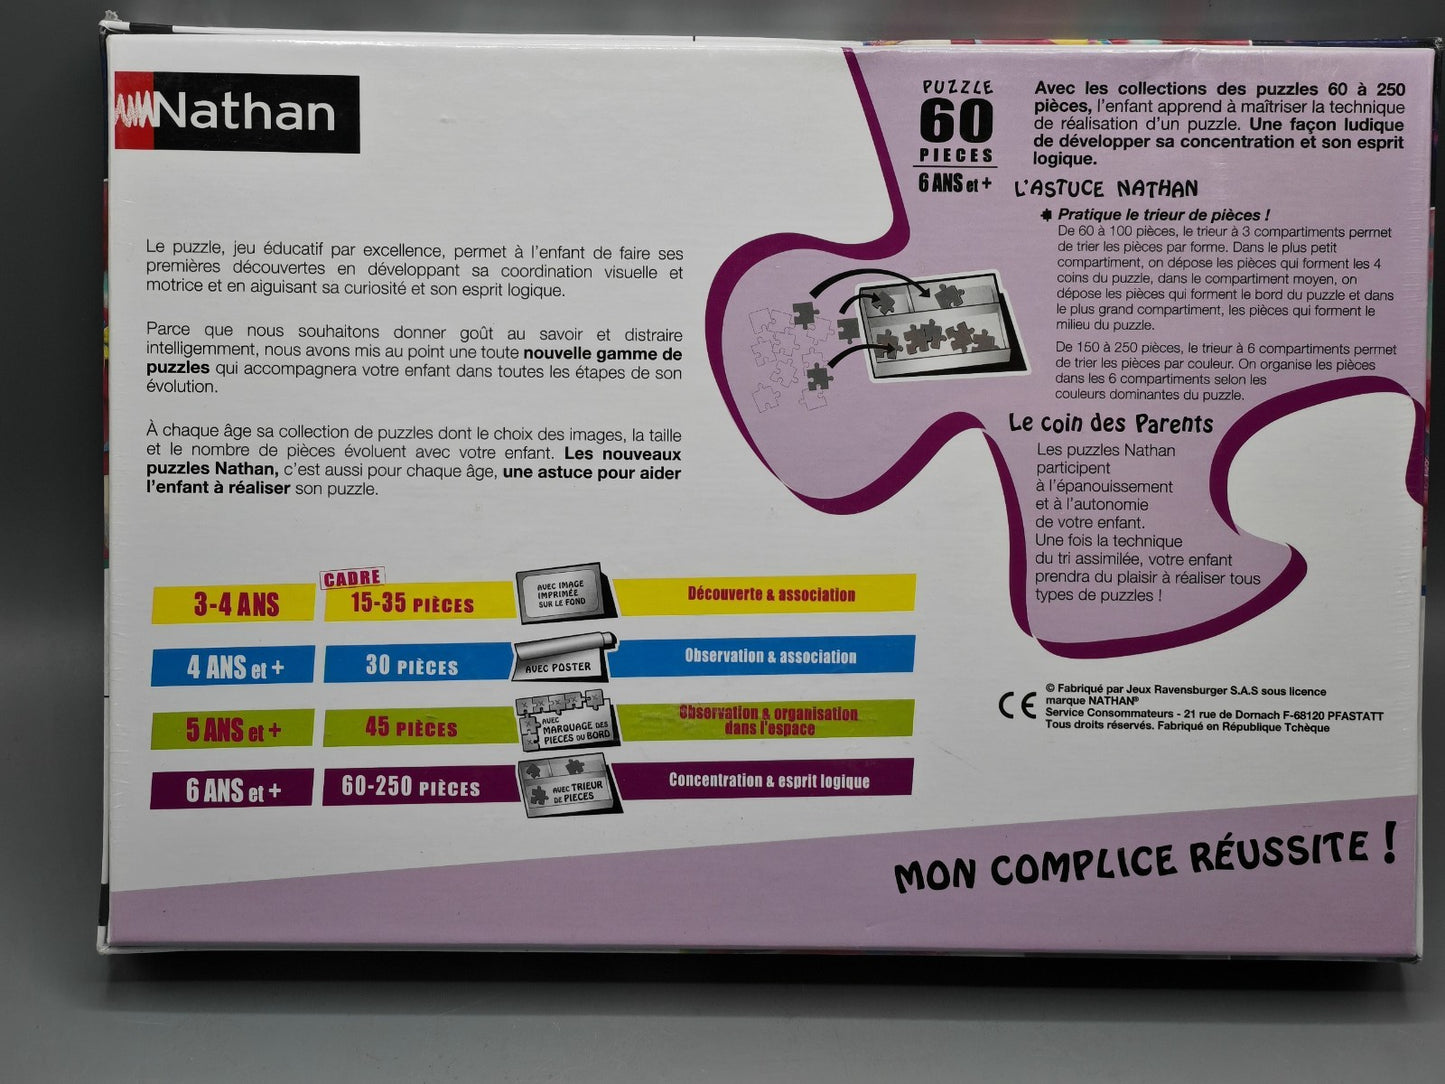 Nathan
Le puzzle, jeu éducatif par excellence, permet à l'enfant de faire ses
premières découvertes en développant sa coordination visuelle et
motrice et en aiguisant sa curiosité et son esprit logique.
Parce que nous souhaitons donner goût au savoir et distraire
intelligemment, nous avons mis au point une toute nouvelle gamme de
puzzles qui accompagnera votre enfant dans toutes les étapes de son
évolution.
À chaque âge sa collection de puzzles dont le choix des images, la taille
et le nombre de pièces évoluent avec votre enfant. Les nouveaux
puzzles Nathan, c'est aussi pour chaque âge, une astuce pour aider
l'enfant à réaliser son puzzle.
PUZZLE
60
PIECES
6 ANS et +
Avec les collections des puzzles 60 à 250
pièces, l'enfant apprend à maîtriser la technique
de réalisation d'un puzzle. Une façon ludique
de développer sa concentration et son esprit
logique.
L'ASTUCE NATHAN
Pratique le trieur de pièces !
De 60 à 100 pièces, le trieur à 3 compartiments permet
de trier les pièces par forme. Dans le plus petit
compartiment, on dépose les pièces qui forment les 4
coins du puzzle, dans le compartiment moyen, on
dépose les pièces qui forment le bord du puzzle et dans
le plus grand compartiment, les pièces qui forment le
milieu du puzzle.
De 150 à 250 pièces, le trieur à 6 compartiments permet
de trier les pièces par couleur. On organise les pièces
dans les 6 compartiments selon les
couleurs dominantes du puzzle.
Le coin des Parents
Les puzzles Nathan
participent
à l'épanouissement
et à l'autonomie
de votre enfant.
Une fois la technique
du tri assimilée, votre enfant
prendra du plaisir à réaliser tous
types de puzzles !
3-4 ANS
CADRE
15-35 PIÈCES
AVEC IMAGE
IMPRIMÉE
SUR LE FOND
Découverte & association
4 ANS et +
30 PIÈCES
AVEC POSTER
Observation & association
5 ANS et +
45 PIÈCES
AVEC
MARQUAGE DES
PIECES DU BORD
Observation & organisation
dans l'espace
6 ANS et +
60-250 PIÈCES
AVEC TRIEUR
DE PIECES
Concentration & esprit logique
CE
© Fabriqué par Jeux Ravensburger S.A.S sous licence
marque NATHAN®
Service Consommateurs - 21 rue de Dornach F-68120 PFASTATT
Tous droits réservés. Fabriqué en République Tchèque
MON COMPLICE RÉUSSITE !